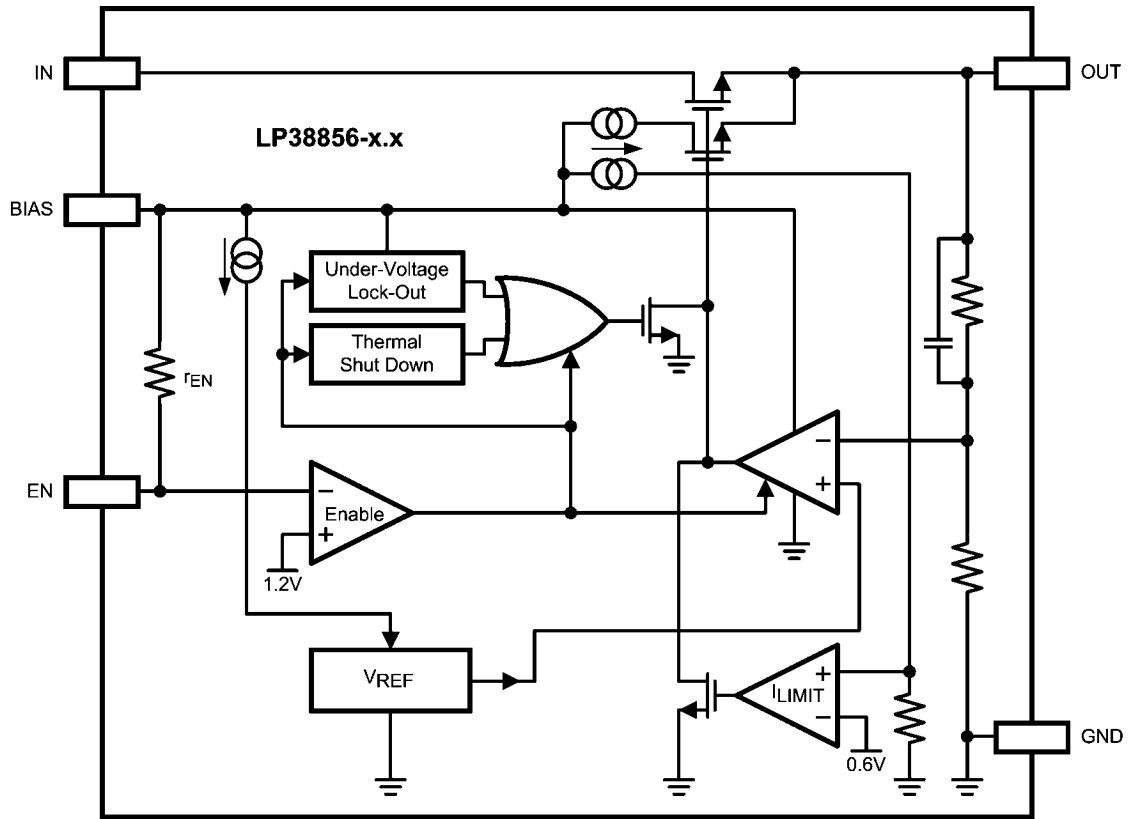 IN
OUT
LP38856-x.x
BIAS
Under-Voltage
Lock-Out
Thermal
Shut Down
rEN
EN
−
Enable
+
1.2V
−
+
VREF
+
ILIMIT
−
0.6V
GND